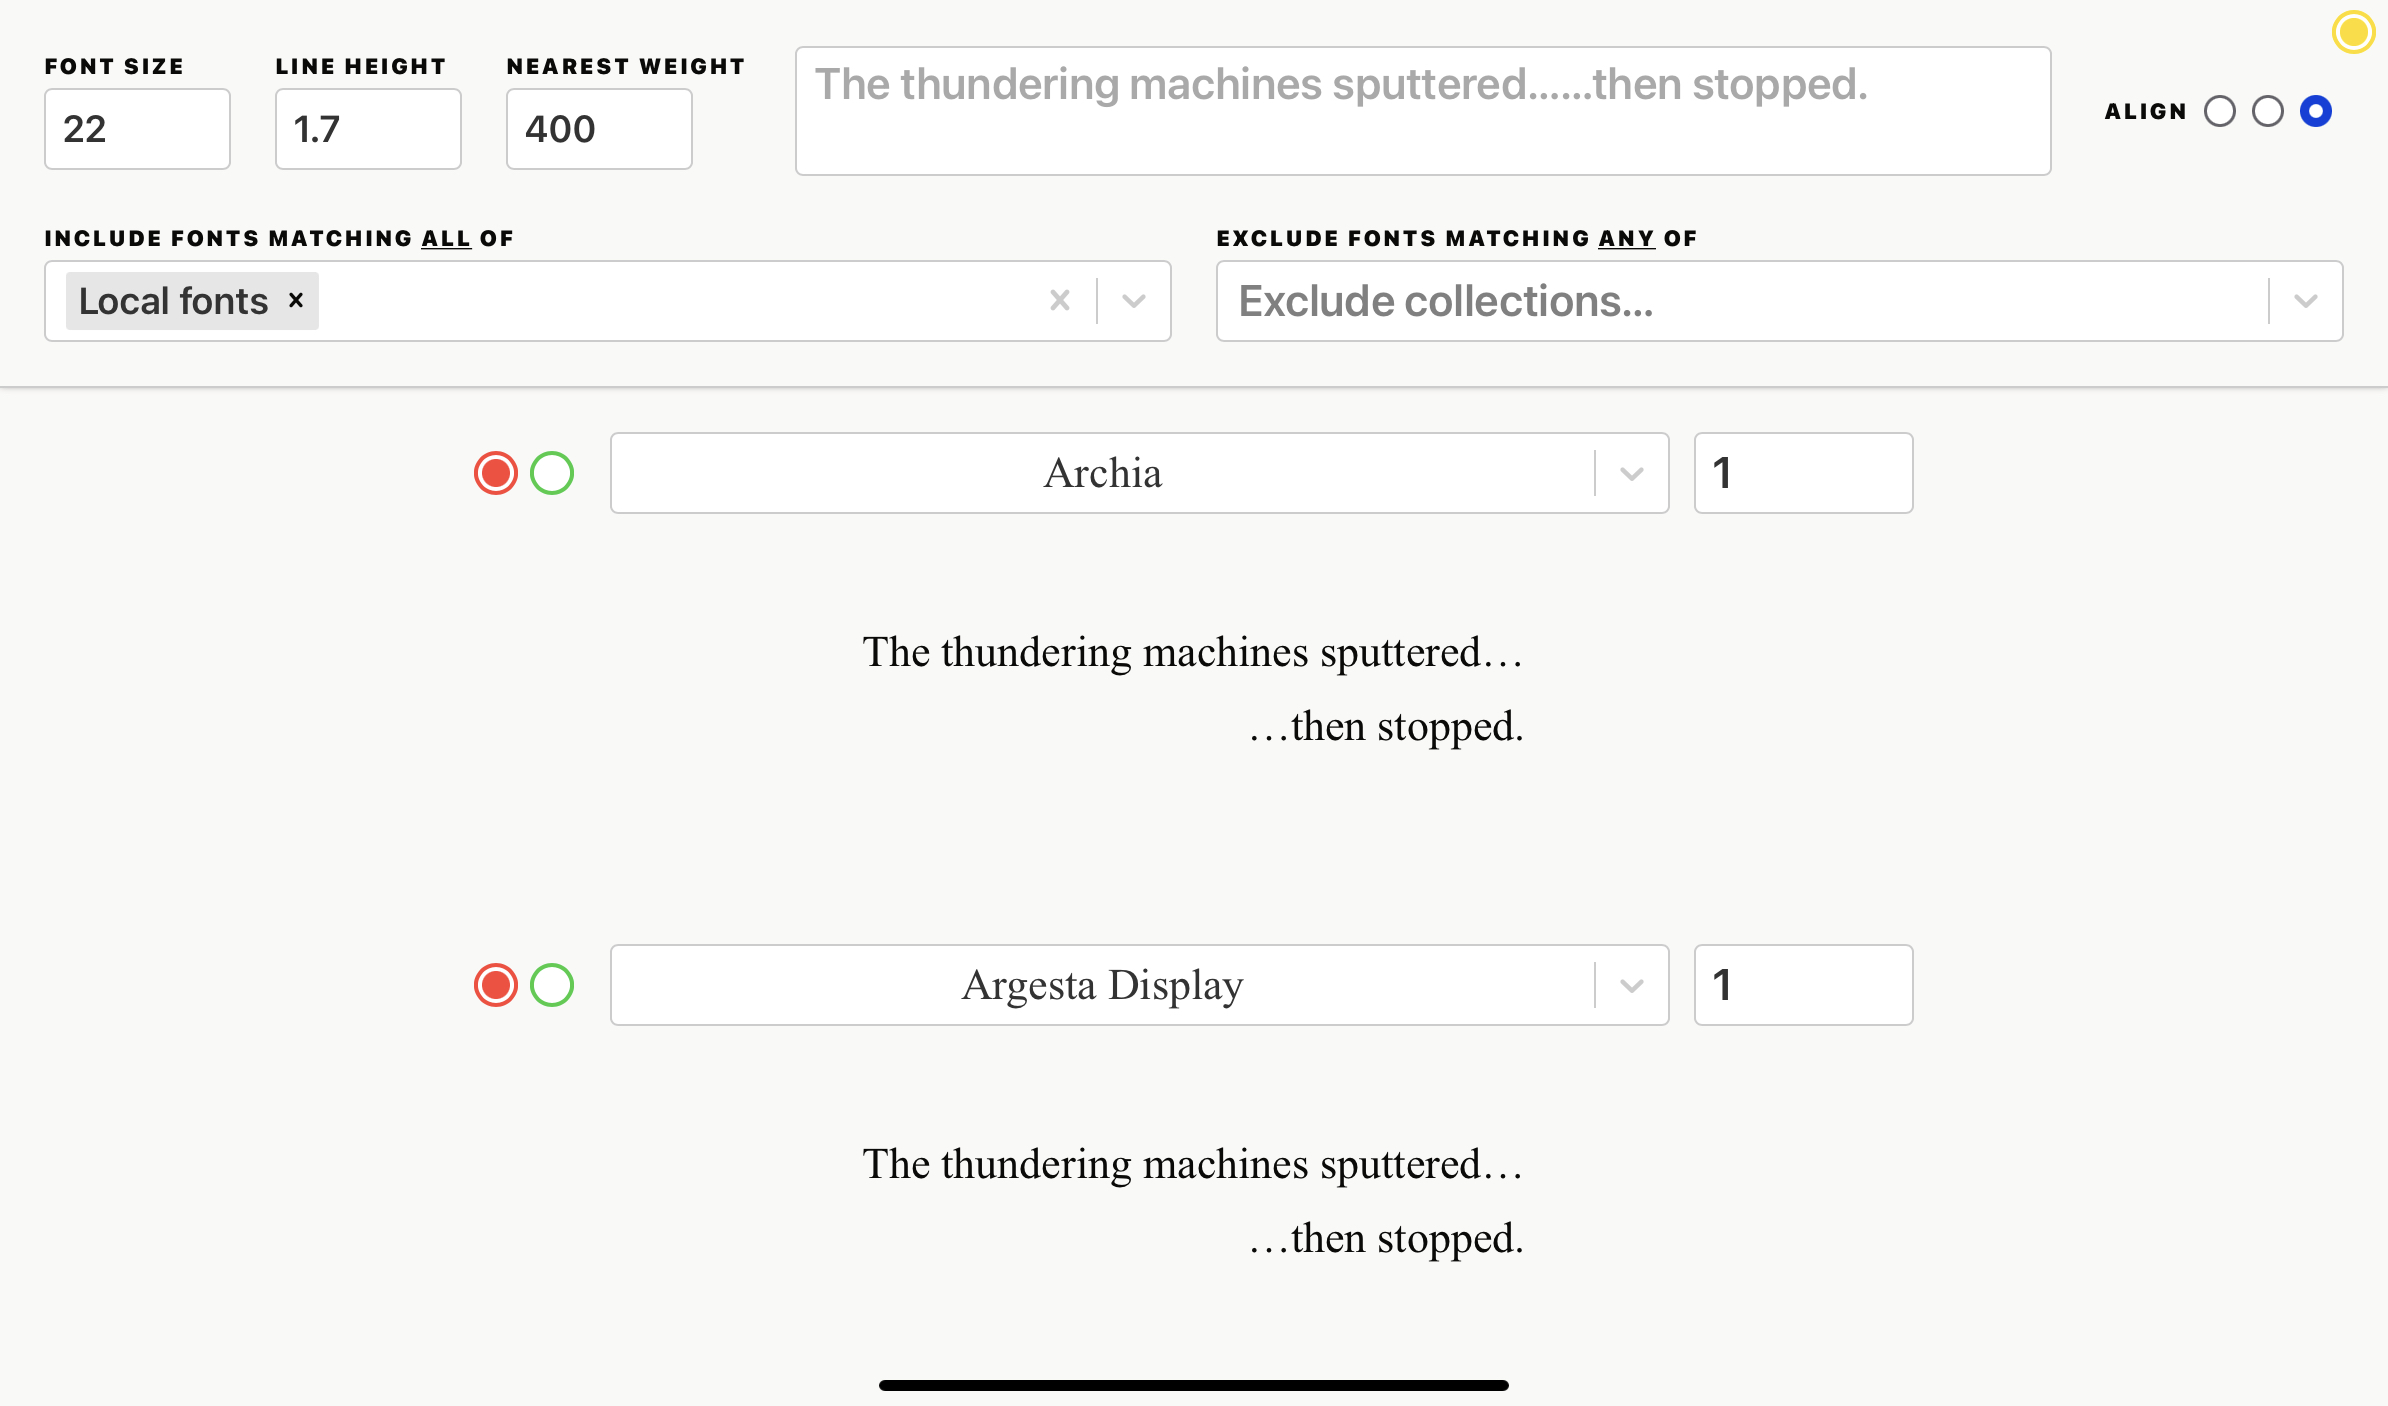 FONT SIZE
LINE HEIGHT
NEAREST WEIGHT
22
1.7
400
The thundering machines sputtered……then stopped.
ALIGN
INCLUDE FONTS MATCHING ALL OF
EXCLUDE FONTS MATCHING ANY OF
Local fonts ×
Exclude collections...
Archia
1
The thundering machines sputtered…
…then stopped.
Argesta Display
1
The thundering machines sputtered…
…then stopped.